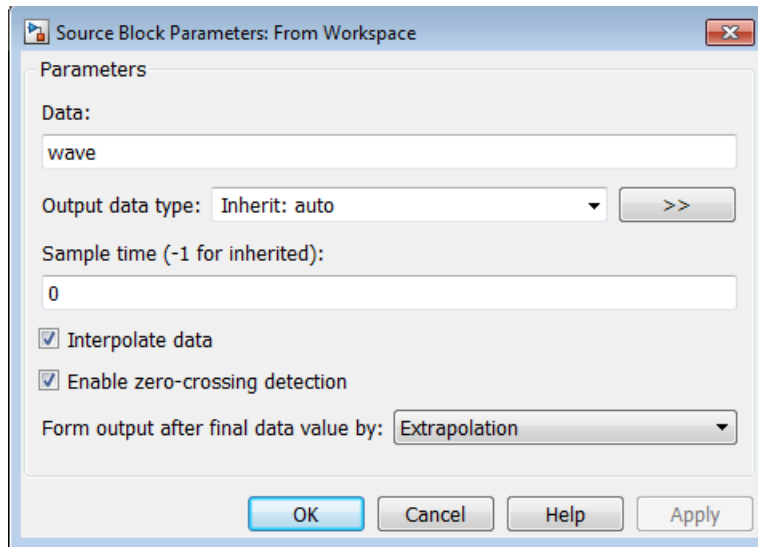 Source Block Parameters: From Workspace
Parameters
Data:
wave
Output data type: Inherit: auto >>
Sample time (-1 for inherited):
0
Interpolate data
Enable zero-crossing detection
Form output after final data value by: Extrapolation
OK Cancel Help Apply